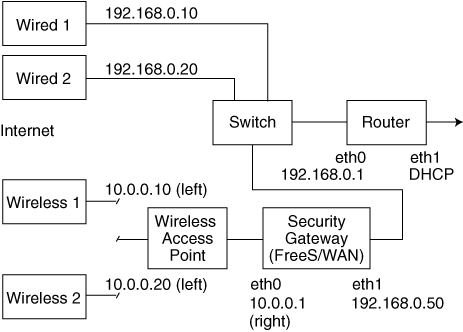 Wired 1
192.168.0.10
Wired 2
192.168.0.20
Switch
Router
Internet
eth0
192.168.0.1
eth1
DHCP
Wireless 1
10.0.0.10 (left)
Wireless
Access
Point
Security
Gateway
(FreeS/WAN)
Wireless 2
10.0.0.20 (left)
eth0
10.0.0.1
(right)
eth1
192.168.0.50